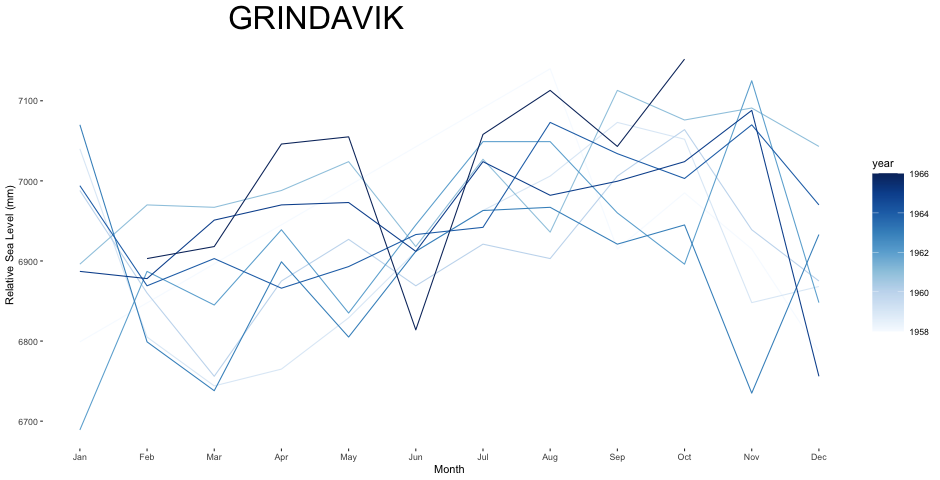 GRINDAVIK
Relative Sea Level (mm)
7100
7000
6900
6800
6700
Jan Feb Mar Apr May Jun Jul Aug Sep Oct Nov Dec
Month
year
1966
1964
1962
1960
1958